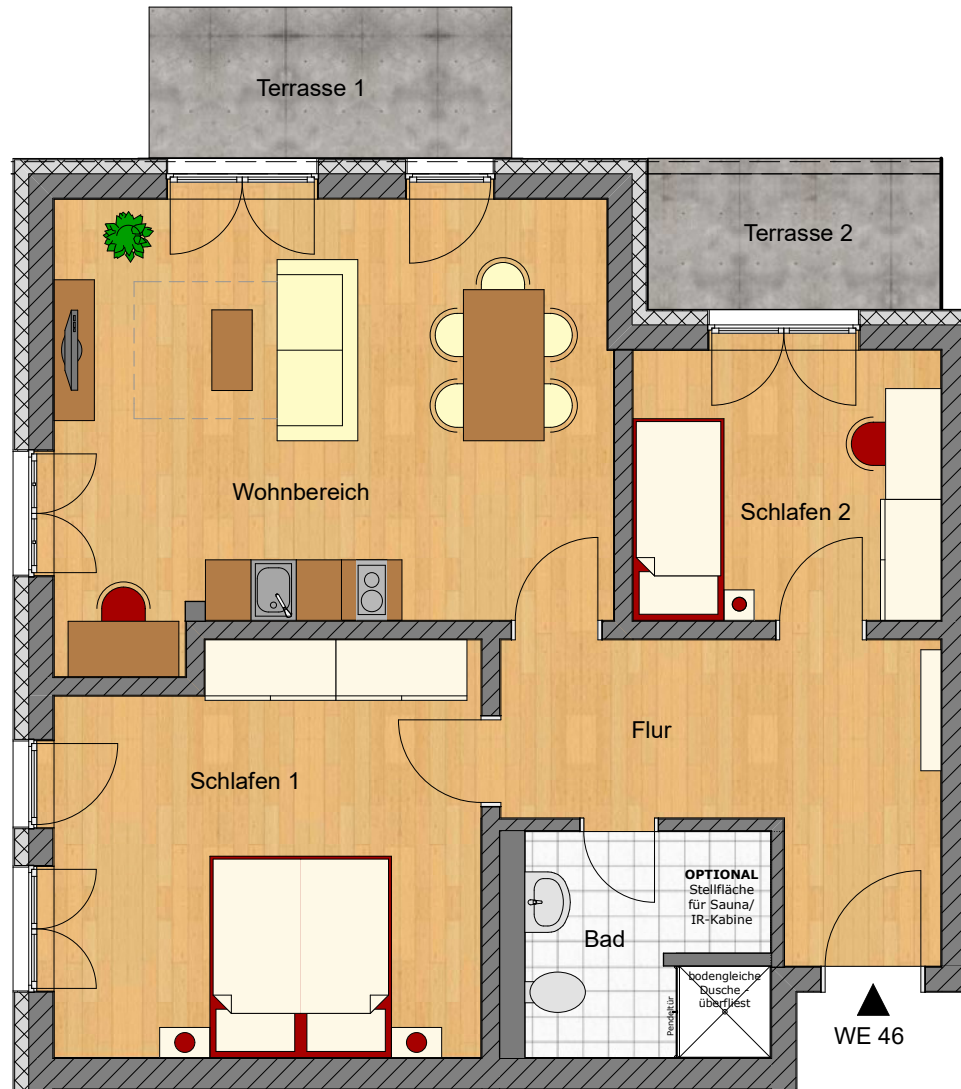 Terrasse 1
Terrasse 2
Wohnbereich
Schlafen 2
Flur
Schlafen 1
OPTIONAL
Stellfläche
für Sauna/
IR-Kabine
Bad
bodengleiche
Dusche -
überfliest
Pendeltür
WE 46